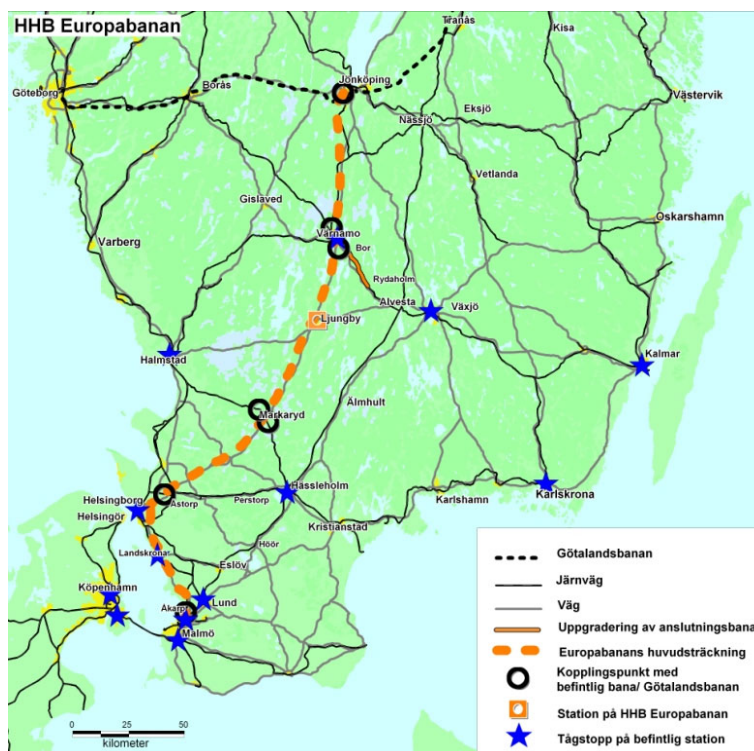 HHB Europabanan
Tranås
Kisa
Göteborg
Borås
Jönköping
Västervik
Eksjö
Nässjö
Vetlanda
Gislaved
Oskarshamn
Varberg
Värnamo
Bor
Rydaholm
Alvesta
Växjö
Ljungby
Halmstad
Kalmar
Älmhult
Markaryd
Helsingborg
Åstorp
Perstorp
Hässleholm
Karlshamn
Karlskrona
Helsingör
Kristianstad
Landskronat
Höör
Eslöv
Köpenhamn
Lund
Åkarp
Malmö
0 25 50
kilometer
Götalandsbanan
Järnväg
Väg
Uppgradering av anslutningsbana
Europabanans huvudsträckning
Kopplingspunkt med
befintlig bana/ Götalandsbanan
Station på HHB Europabanan
Tågstopp på befintlig station